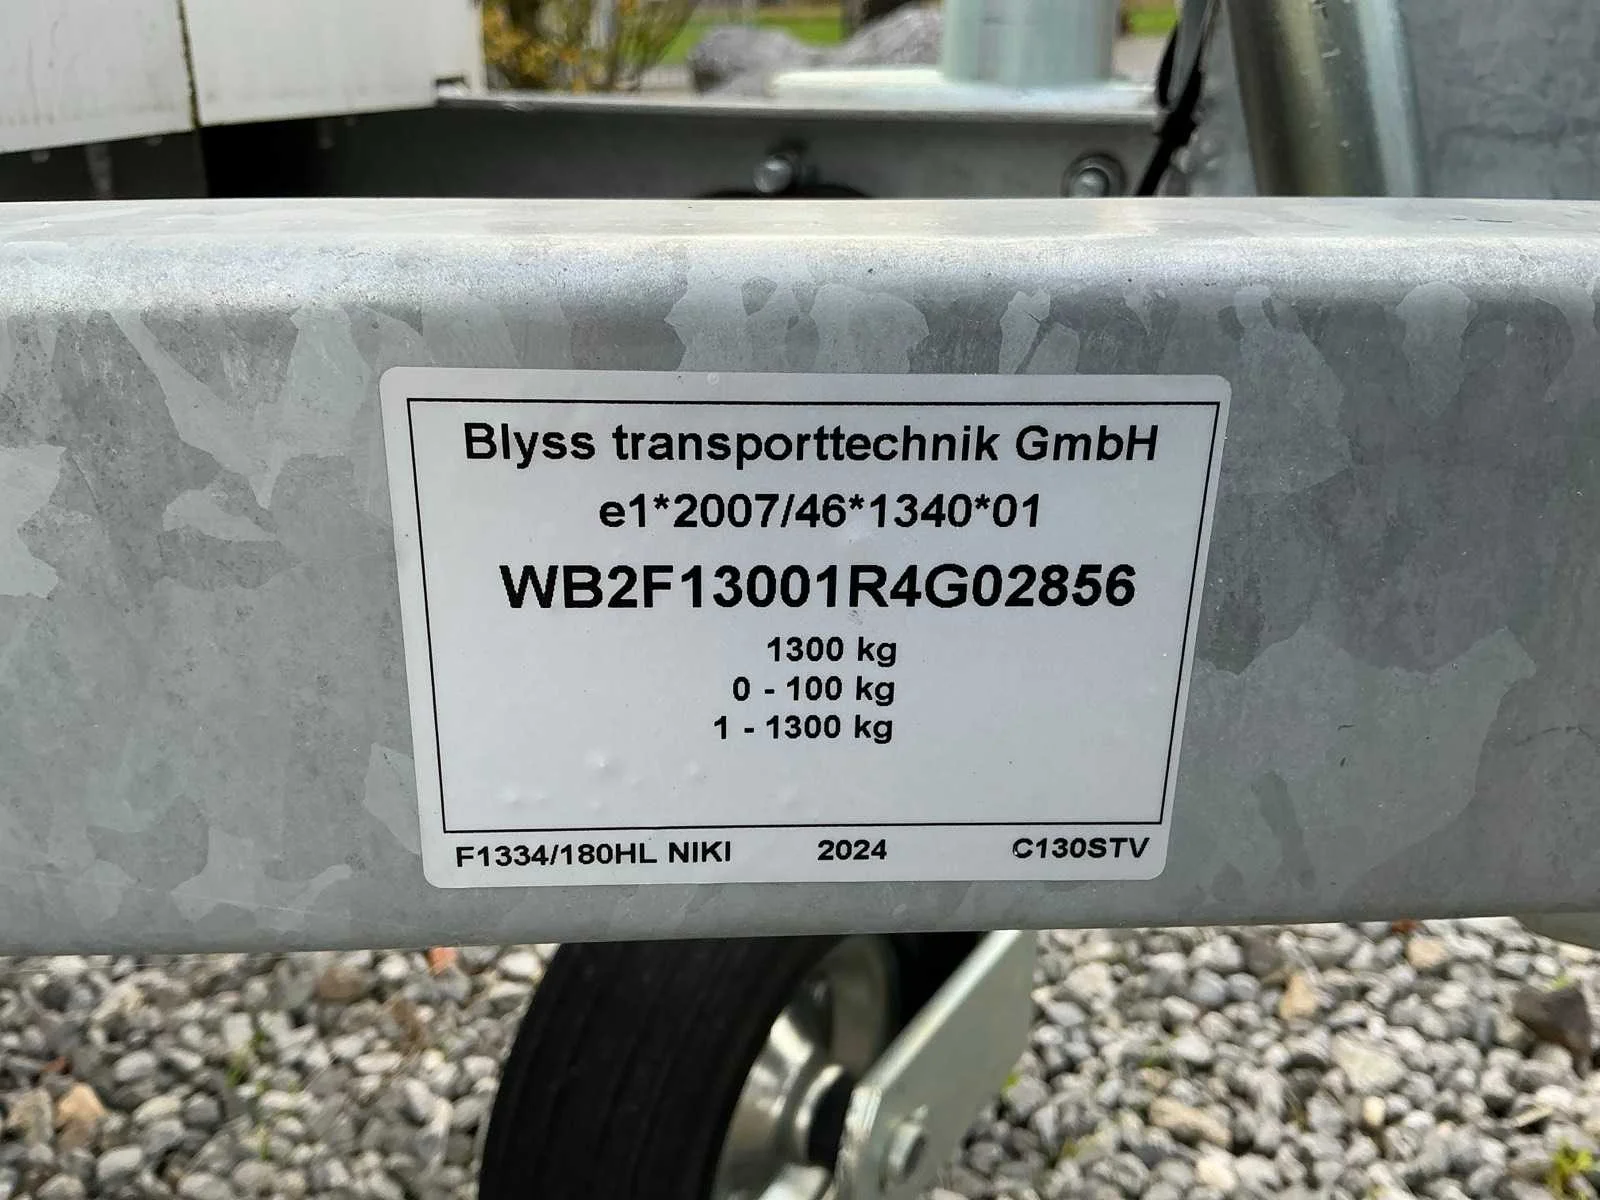 Blyss transporttechnik GmbH
e1*2007/46*1340*01
WB2F13001R4G02856
1300 kg
0 - 100 kg
1 - 1300 kg
F1334/180HL NIKI 2024 C130STV